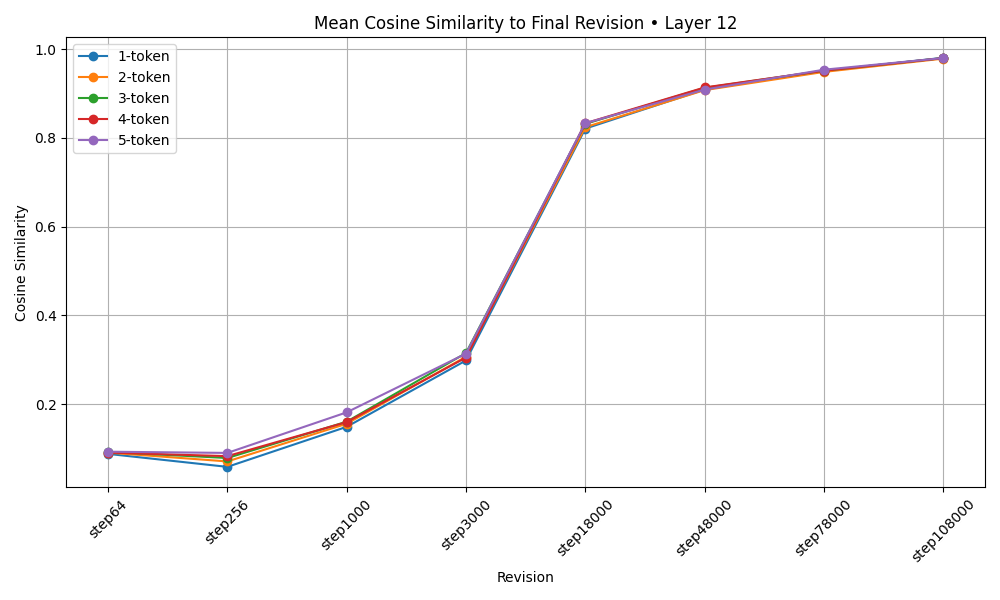 Mean Cosine Similarity to Final Revision • Layer 12
1-token
2-token
3-token
4-token
5-token
Cosine Similarity
1.0
0.8
0.6
0.4
0.2
step64
step256
step1000
step3000
step18000
step48000
step78000
step108000
Revision